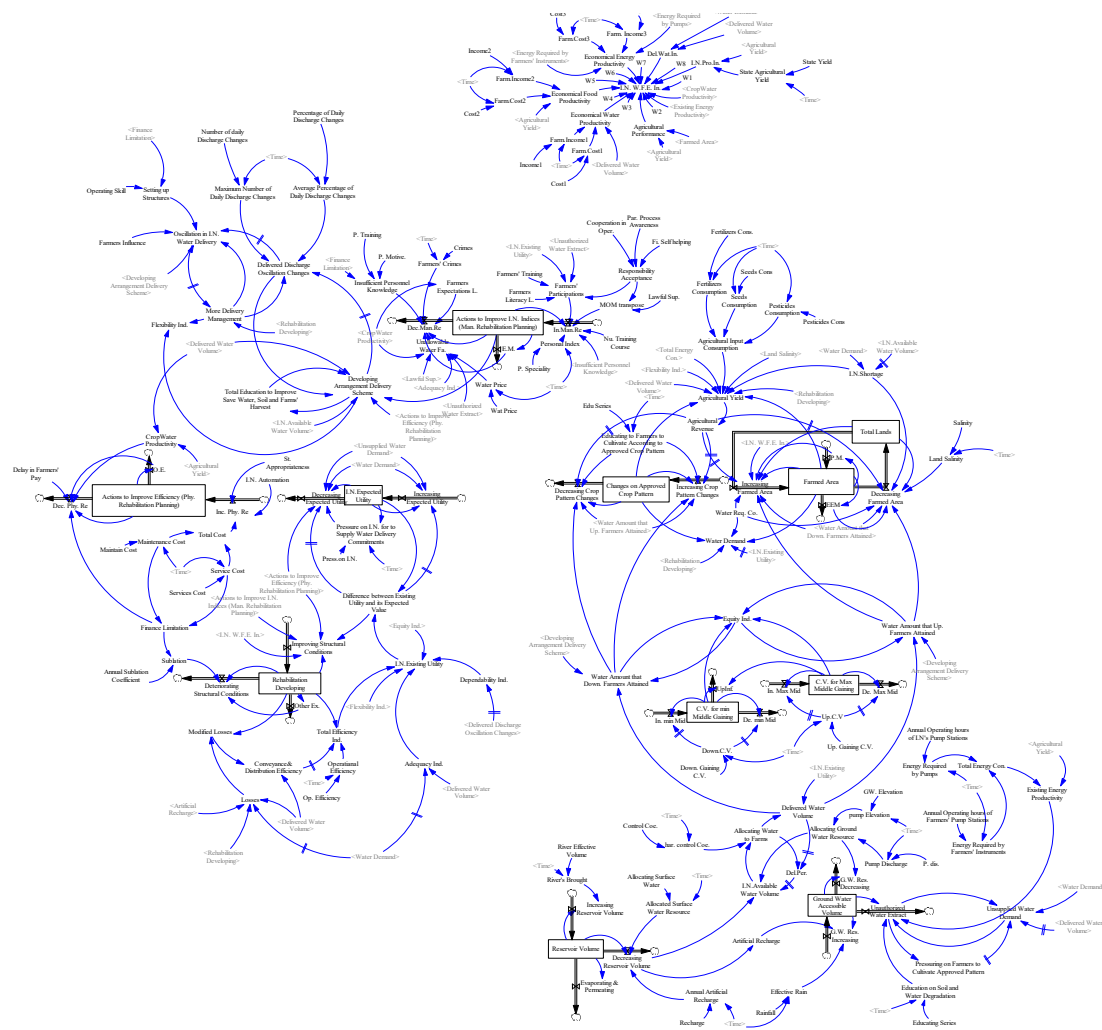 Cost3
<Time>
Farm.Cost3
Farm. Income3
<Energy Required
by Pumps>
<Delivered Water
Volume>
Del.Wat.In.
<Agricultural
Yield>
I.N.Pro.In.
State Yield
State Agricultural
Yield
<Time>
Income2
<Energy Required by
Farmers' Instruments>
Economical Energy
Productivity
W7
W8
W6
W1
W5
<Time>
Farm.Income2
Economical Food
Productivity
I.N. W.F.E. In.
<CropWater
Productivity>
W4
W3
W2
<Existing Energy
Productivity>
Farm.Cost2
Cost2
<Agricultural
Yield>
Economical Water
Productivity
Agricultural
Performance
<Farmed Area>
<Agricultural
Yield>
Farm.Income1
Farm.Cost1
Income1
<Time>
<Delivered Water
Volume>
Cost1
Percentage of Daily
Discharge Changes
Number of daily
Discharge Changes
<Finance
Limitation>
<Time>
Operating Skill
Setting up
Structures
Maximum Number of
Daily Discharge Changes
Average Percentage of
Daily Discharge Changes
Farmers Influence
Oscillation in I.N.
Water Delivery
<Developing
Arrangement Delivery
Scheme>
Delivered Discharge
Oscillation Changes
More Delivery
Management
Flexibility Ind.
<Rehabilitation
Developing>
<Delivered Water
Volume>
P. Training
<Finance
Limitation>
P. Motive.
<Time>
Crimes
Farmers' Crimes
Insufficient Personnel
Knowledge
Farmers
Expectations L.
Actions to Improve I.N. Indices
(Man. Rehabilitation Planning)
Dec.Man.Re
Unallowable
Water Fa.
<CropWater
Productivity>
E.M.
In.Man.Re
<I.N.Existing
Utility>
<Unauthorized
Water Extract>
Farmers' Training
Farmers
Literacy L.
Farmers'
Participations
Cooperation in
Oper.
Par. Process
Awareness
Fi. Self helping
Responsibility
Acceptance
MOM transpose
Lawful Sup.
Personal Index
Nu. Training
Course
P. Speciality
<Insufficient Personnel
Knowledge>
<Time>
Water Price
Wat Price
<Lawful Sup.>
<Adequacy Ind.
<Unauthorized
Water Extract>
Developing
Arrangement Delivery
Scheme
Total Education to Improve
Save Water, Soil and Farms'
Harvest
<I.N.Available
Water Volume>
<Actions to Improve
Efficiency (Phy.
Rehabilitation Planning)>
Fertilizers Cons.
<Time>
Fertilizers
Consumption
Seeds Cons
Seeds
Consumption
Pesticides
Consumption
Pesticides Cons
Agricultural Input
Consumption
<Total Energy
Con.>
<Land Salinity>
<Flexibility Ind.>
<Water Demand>
<I.N.Available
Water Volume>
I.N.Shortage
<Delivered Water
Volume>
<Time>
Agricultural Yield
<Rehabilitation
Developing>
Edu Series
Agricultural
Revenue
Educating to Farmers to
Cultivate According to
Approved Crop Pattern
<I.N. W.F.E. In.>
Total Lands
Salinity
P.M.
Land Salinity
<Time>
Changes on Approved
Crop Pattern
Farmed Area
Decreasing Crop
Pattern Changes
Increasing Crop
Pattern Changes
Increasing
Farmed Area
Decreasing
Farmed Area
EEM
Water Req. Co.
<Water Amount that
Up. Farmers Attained>
<Water Amount that
Down. Farmers Attained>
Water Demand
<Rehabilitation
Developing>
<I.N.Existing
Utility>
CropWater
Productivity
Delay in Farmers'
Pay
O.E.
<Agricultural
Yield>
St.
Appropriateness
I.N. Automation
Actions to Improve Efficiency (Phy.
Rehabilitation Planning)
Dec. Phy. Re
Inc. Phy. Re
<Unsupplied Water
Demand>
<Water Demand>
Decreasing
Expected Utility
I.N.Expected
Utility
Increasing
Expected Utility
Pressure on I.N. for to
Supply Water Delivery
Commitments
Press on I.N.
<Time>
Total Cost
Maintenance Cost
Maintain Cost
<Time>
Service Cost
Services Cost
<Actions to Improve
Efficiency (Phy.
Rehabilitation Planning)>
<Actions to Improve I.N.
Indices (Man. Rehabilitation
Planning)>
Difference between Existing
Utility and its Expected
Value
Finance Limitation
<I.N. W.F.E. In.>
<Equity Ind.>
Improving Structural
Conditions
Sublation
I.N.Existing Utility
Annual Sublation
Coefficient
Rehabilitation
Developing
Deteriorating
Structural Conditions
Other Ex.
Dependability Ind.
<Flexibility Ind.>
<Delivered Discharge
Oscillation Changes>
Modified Losses
Total Efficiency
Ind.
Conveyance&
Distribution Efficiency
Operational
Efficiency
<Time>
Op. Efficiency
Adequacy Ind.
<Delivered Water
Volume>
<Artificial
Recharge>
Losses
<Delivered Water
Volume>
<Rehabilitation
Developing>
<Water Demand>
Equity Ind.
Water Amount that Up.
Farmers Attained
<Developing
Arrangement Delivery
Scheme>
Water Amount that
Down. Farmers Attained
<Developing
Arrangement Delivery
Scheme>
UpInf.
C.V. for Max
Middle Gaining
In. Max Mid
De. Max Mid
C.V. for min
Middle Gaining
In. min Mid
De. min Mid
Up.C.V
Up. Gaining C.V.
Down.C.V.
<Time>
Down. Gaining
C.V.
<I.N.Existing
Utility>
Annual Operating hours
of I.N's Pump Stations
<Agricultural
Yield>
Energy Required
by Pumps
Total Energy Con.
<Time>
Existing Energy
Productivity
Annual Operating hours of
Farmers' Pump Stations
Energy Required by
Farmers' Instruments
Delivered Water
Volume
GW. Elevation
pump Elevation
<Time>
Control Coe.
<Time>
har. control Coe.
Allocating Water
to Farms
Allocating Ground
Water Resource
Pump Discharge
P. dis.
Del.Per.
I.N.Available
Water Volume
G.W. Res.
Decreasing
Ground Water
Accessible
Volume
Unauthorized
Water Extract
Unsupplied Water
Demand
<Water Demand>
<Delivered Water
Volume>
G.W. Res.
Increasing
River Effective
Volume
<Time>
River's Brought
Allocating Surface
Water
<Time>
Increasing
Reservoir Volume
Allocated Surface
Water Resource
Reservoir Volume
Decreasing
Reservoir Volume
Artificial Recharge
Evaporating &
Permeating
Annual Artificial
Recharge
Effective Rain
Recharge
<Time>
Rainfall
Pressuring on Farmers to
Cultivate Approved Pattern
Education on Soil and
Water Degradation
<Time>
Educating Series